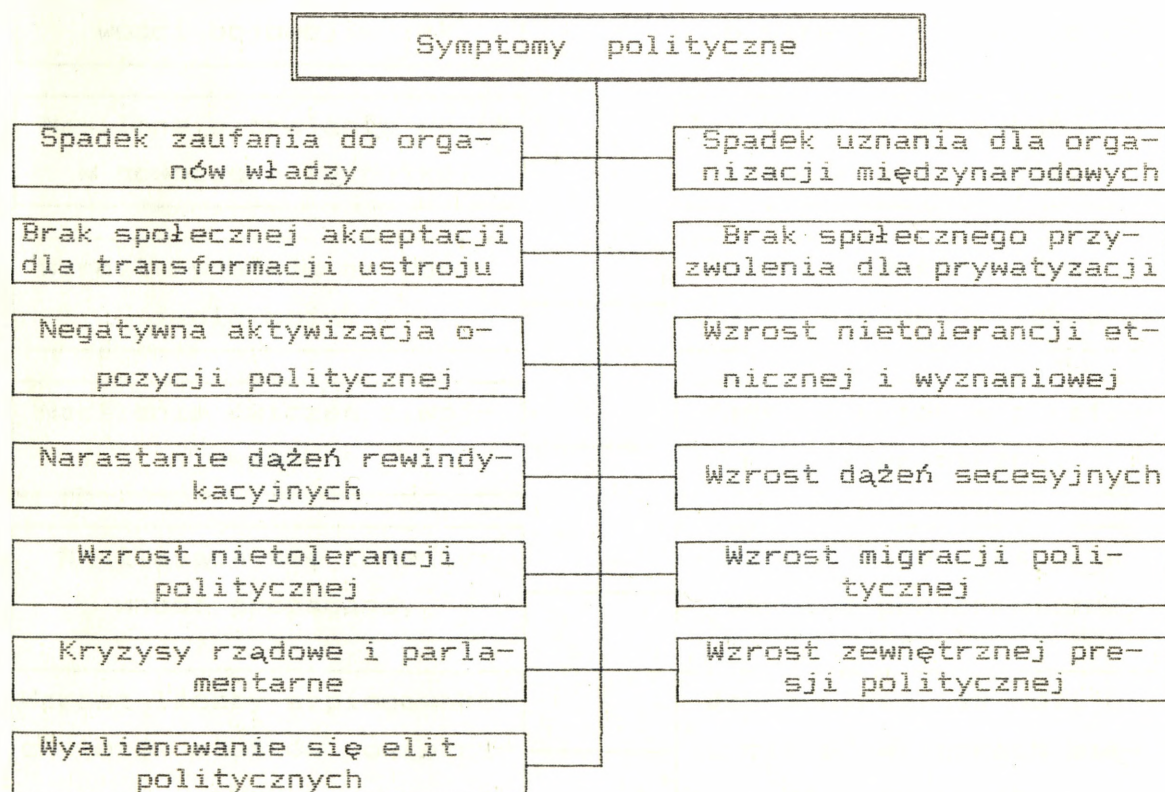 Symptomy polityczne
Spadek zaufania do orga-
nów władzy
Spadek uznania dla orga-
nizacji międzynarodowych
Brak społecznej akceptacji
dla transformacji ustroju
Brak społecznego przy-
zwolenia dla prywatyzacji
Negatywna aktywizacja o-
pozycji politycznej
Wzrost nietolerancji et-
nicznej i wyznaniowej
Narastanie dążeń rewindy-
kacyjnych
Wzrost dążeń secesyjnych
Wzrost nietolerancji
politycznej
Wzrost migracji poli-
tycznej
Kryzysy rządowe i parla-
mentarne
Wzrost zewnętrznej pre-
sji politycznej
Wyalienowanie się elit
politycznych